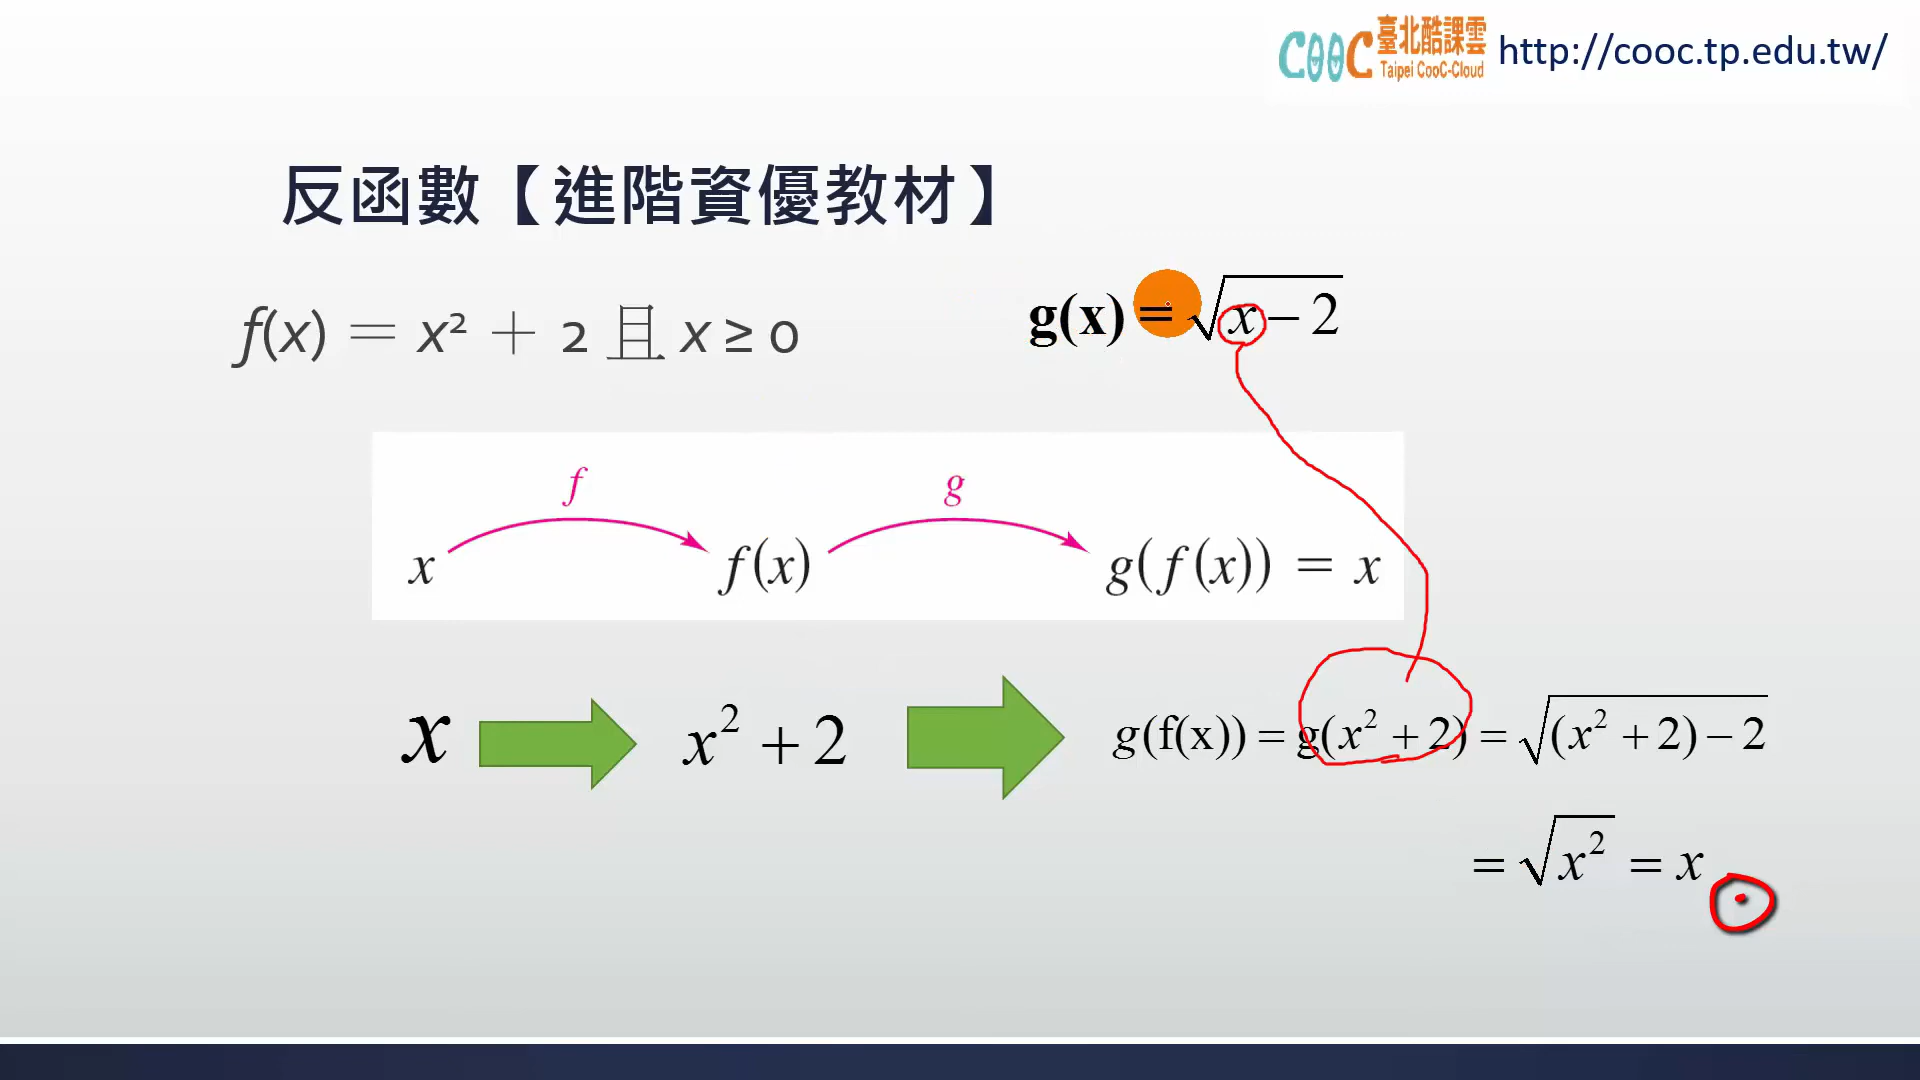 COOC 臺北酷課雲 http://cooc.tp.edu.tw/
Taipei CooC-Cloud
反函數【進階資優教材】
f(x) = x² + 2 且 x ≥ 0
g(x) = √(x − 2)
f g
x f(x) g(f(x)) = x
x x² + 2 g(f(x)) = g(x² + 2) = √((x² + 2) − 2)
= √(x²) = x